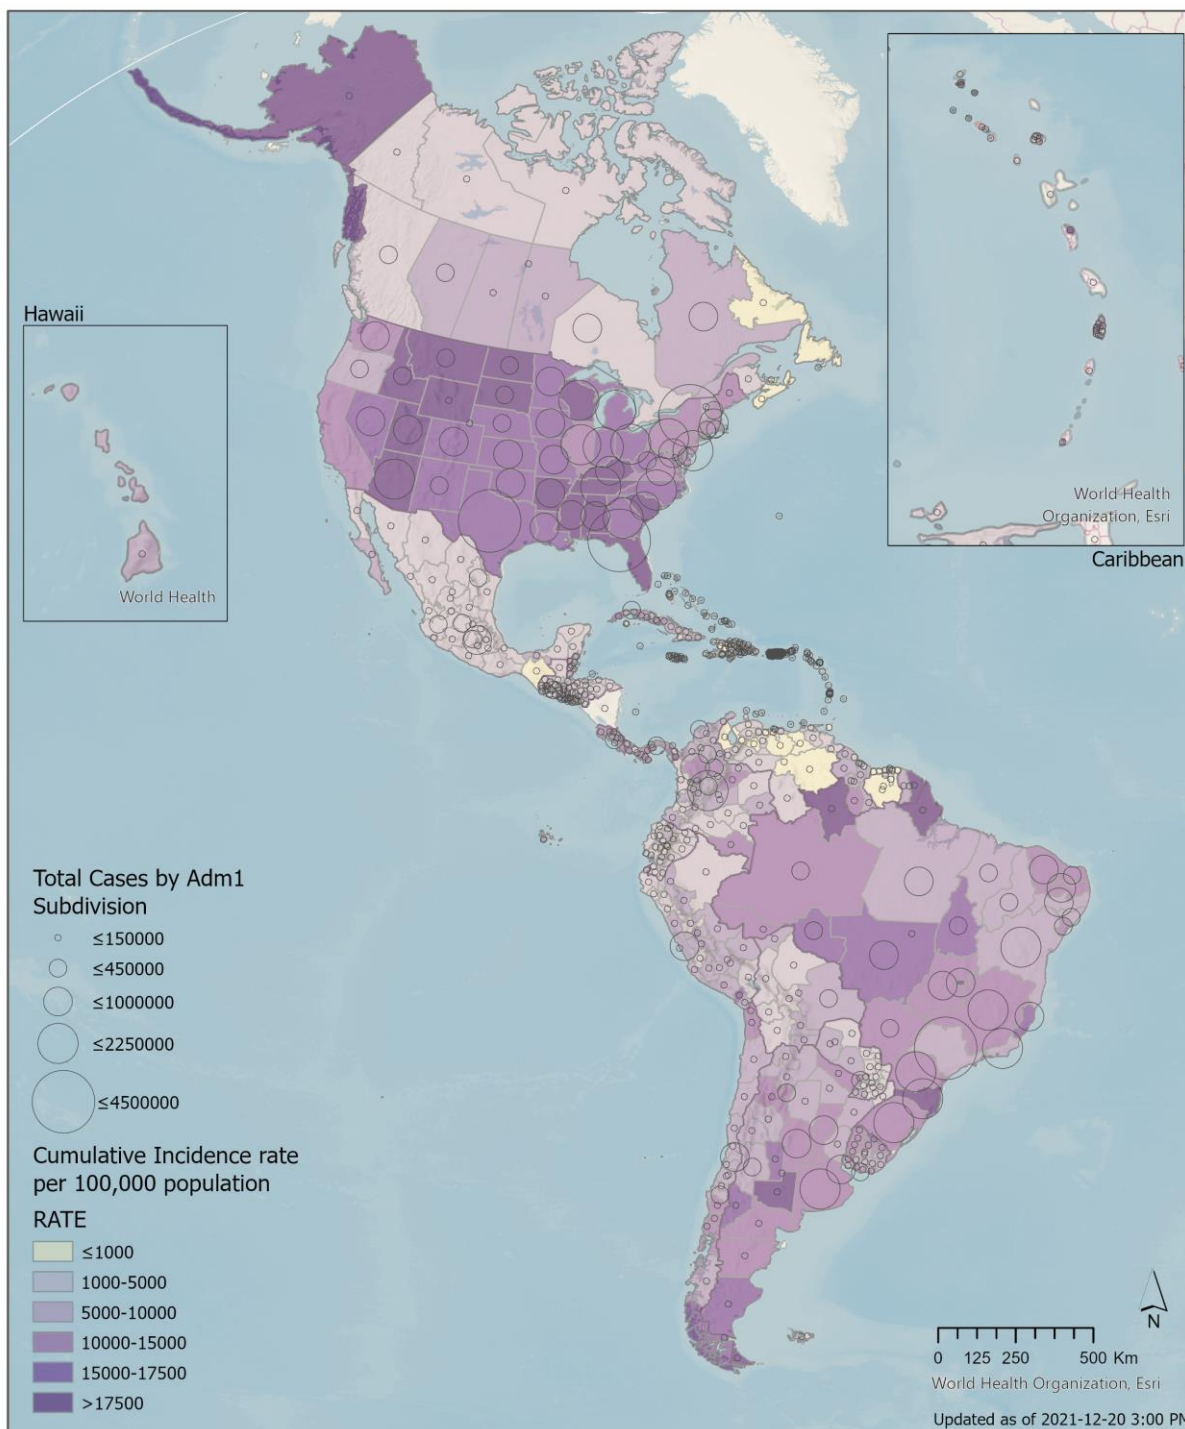 Hawaii
World Health
World Health
Organization, Esri
Caribbean
Total Cases by Adm1
Subdivision
≤150000
≤450000
≤1000000
≤2250000
≤4500000
Cumulative Incidence rate
per 100,000 population
RATE
≤1000
1000-5000
5000-10000
10000-15000
15000-17500
>17500
N
0 125 250 500 Km
World Health Organization, Esri
Updated as of 2021-12-20 3:00 PM